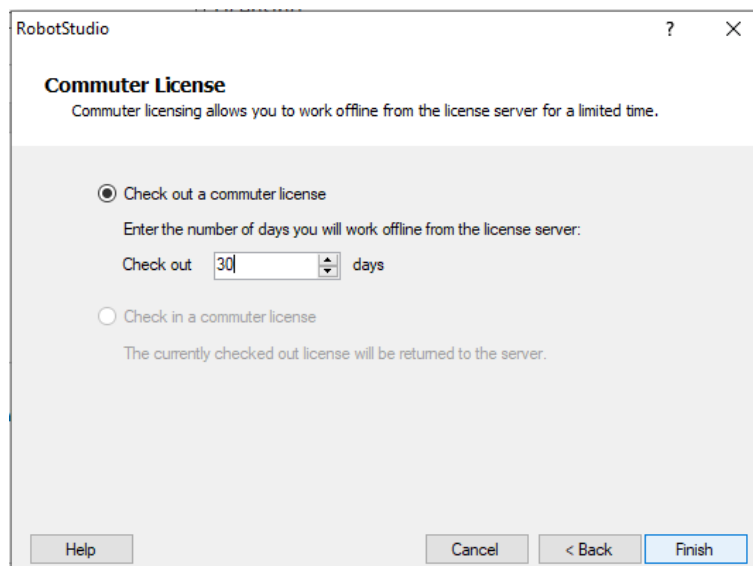 RobotStudio
?
Commuter License
Commuter licensing allows you to work offline from the license server for a limited time.
Check out a commuter license
Enter the number of days you will work offline from the license server:
Check out 30 days
Check in a commuter license
The currently checked out license will be returned to the server.
Help Cancel < Back Finish